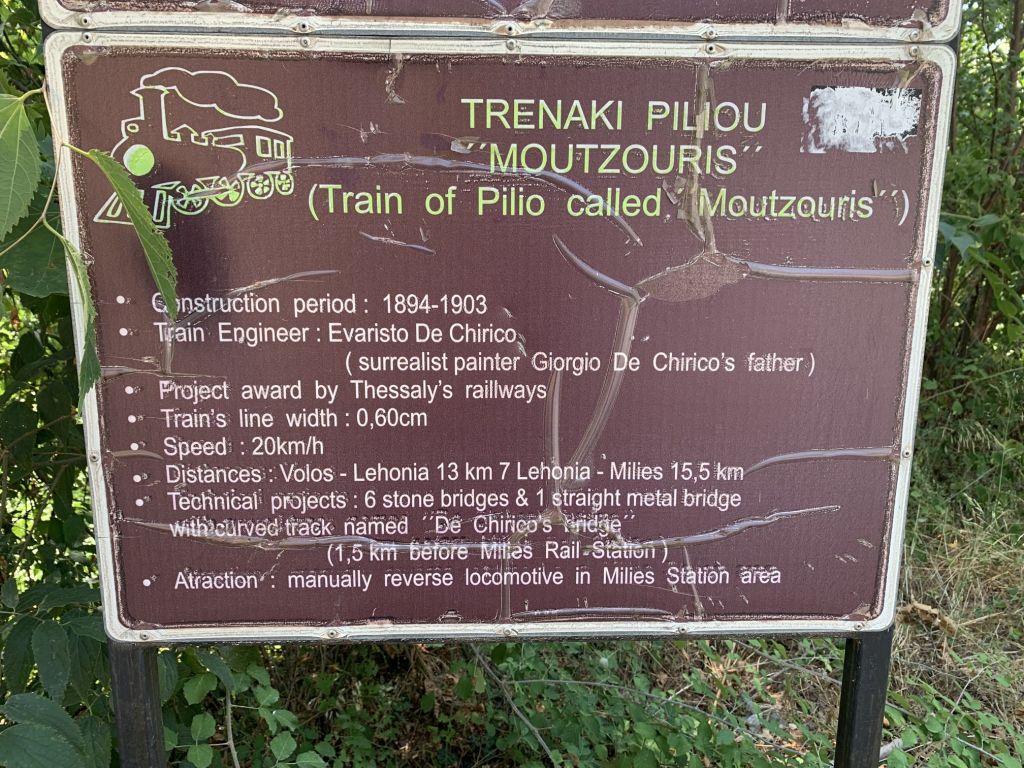 TRENAKI PILIOU
´´MOUTZOURIS´´
(Train of Pilio called ´´Moutzouris´´)
• Construction period : 1894-1903
• Train Engineer : Evaristo De Chirico
( surrealist painter Giorgio De Chirico's father )
• Project award by Thessaly's raillways
• Train's line width : 0,60cm
• Speed : 20km/h
• Distances : Volos - Lehonia 13 km 7 Lehonia - Milies 15,5 km
• Technical projects : 6 stone bridges & 1 straight metal bridge
with curved track named ´´De Chirico's bridge´´
(1,5 km before Milies Rail Station )
• Atraction : manually reverse locomotive in Milies Station area